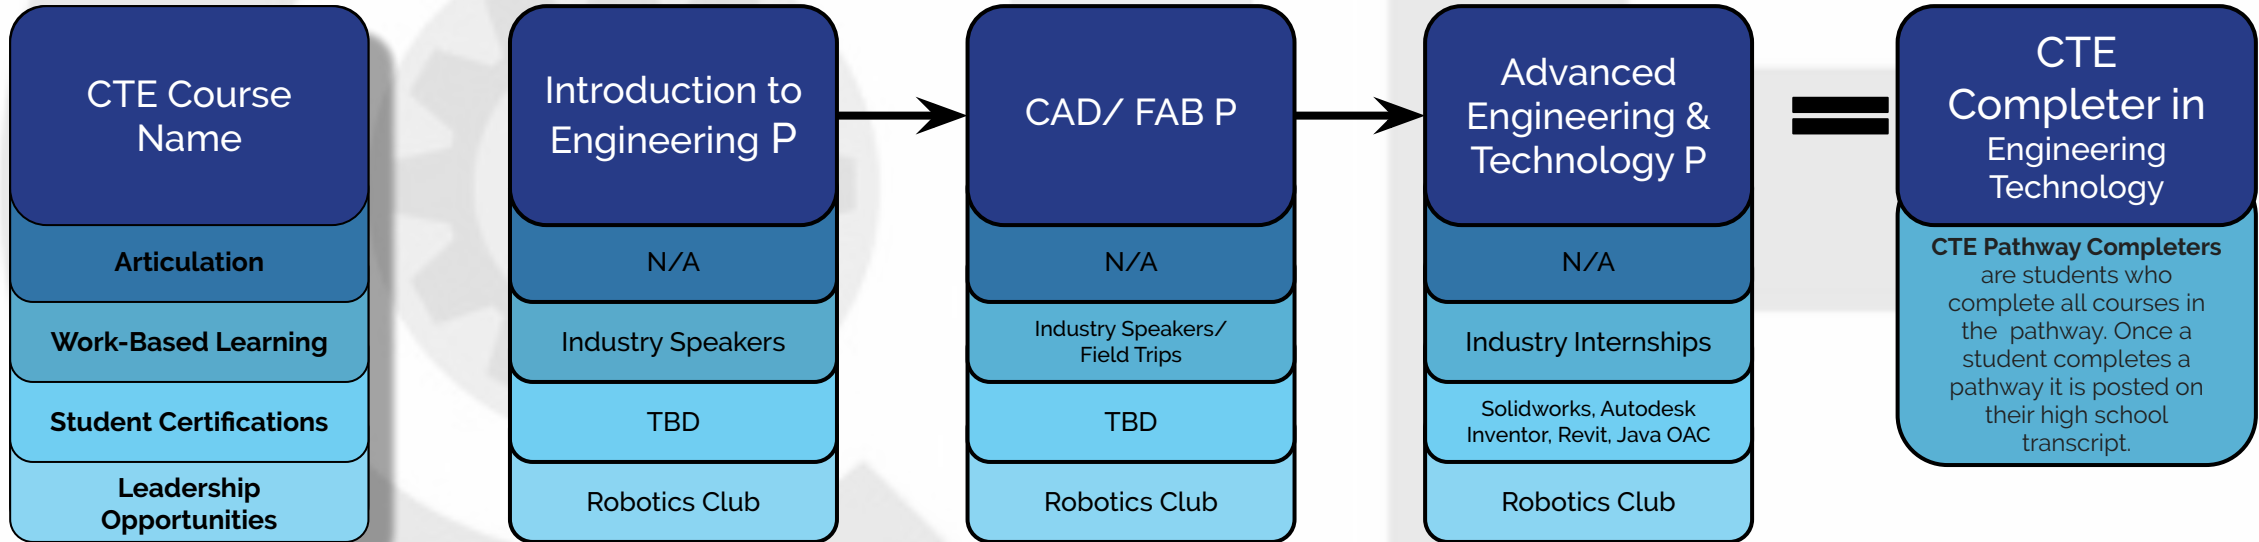 CTE Course
Name
Articulation
Work-Based Learning
Student Certifications
Leadership
Opportunities
Introduction to
Engineering P
N/A
Industry Speakers
TBD
Robotics Club
CAD/ FAB P
N/A
Industry Speakers/
Field Trips
TBD
Robotics Club
Advanced
Engineering &
Technology P
N/A
Industry Internships
Solidworks, Autodesk
Inventor, Revit, Java OAC
Robotics Club
CTE
Completer in
Engineering
Technology
CTE Pathway Completers
are students who
complete all courses in
the pathway. Once a
student completes a
pathway it is posted on
their high school
transcript.